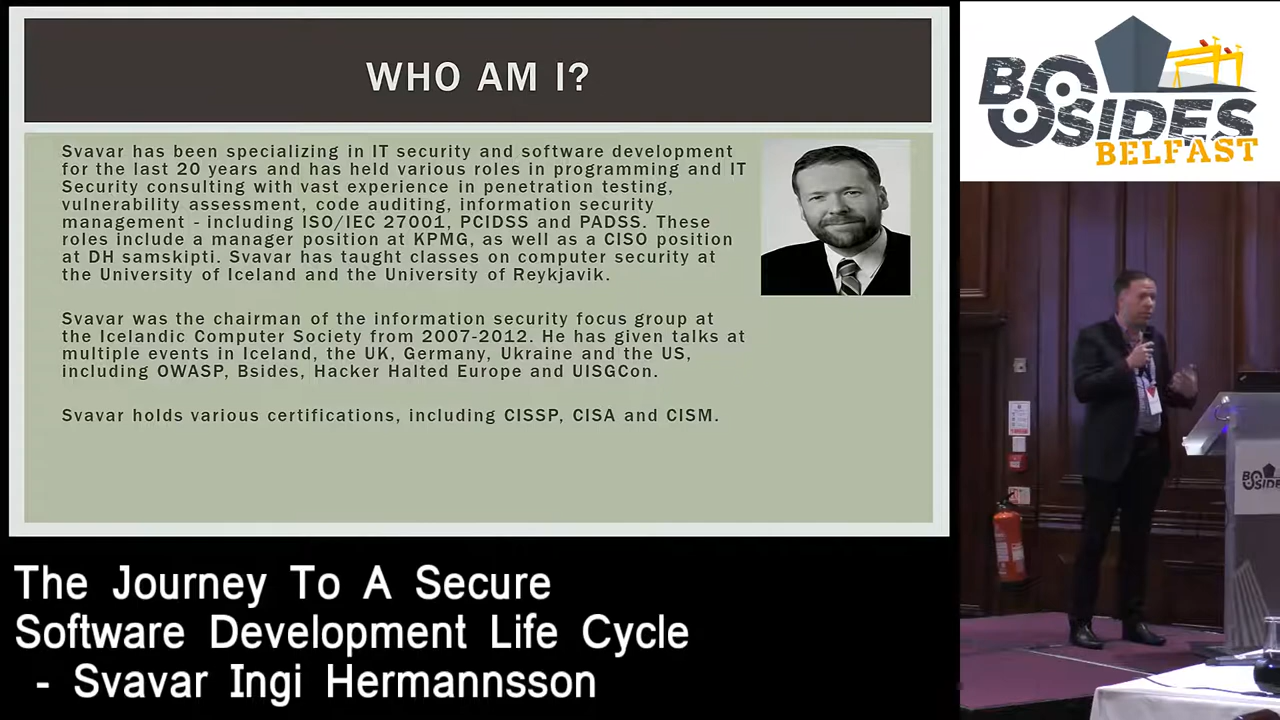 WHO AM I?
Svavar has been specializing in IT security and software development
for the last 20 years and has held various roles in programming and IT
Security consulting with vast experience in penetration testing,
vulnerability assessment, code auditing, information security
management - including ISO/IEC 27001, PCIDSS and PADSS. These
roles include a manager position at KPMG, as well as a CISO position
at DH samskipti. Svavar has taught classes on computer security at
the University of Iceland and the University of Reykjavik.
Svavar was the chairman of the information security focus group at
the Icelandic Computer Society from 2007-2012. He has given talks at
multiple events in Iceland, the UK, Germany, Ukraine and the US,
including OWASP, Bsides, Hacker Halted Europe and UISGCon.
Svavar holds various certifications, including CISSP, CISA and CISM.
BSIDES
BELFAST
BSIDES
The Journey To A Secure
Software Development Life Cycle
- Svavar Ingi Hermannsson